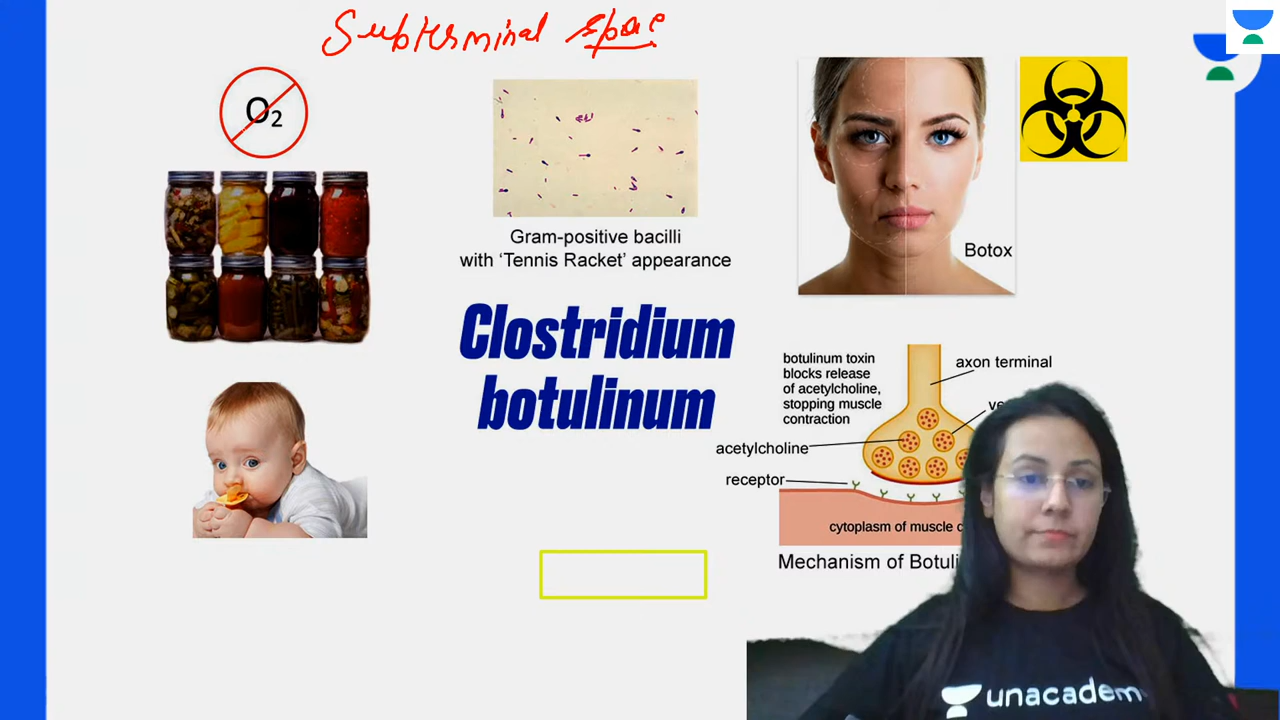 Subterminal spore
O2
Gram-positive bacilli
with ‘Tennis Racket’ appearance
Botox
Clostridium
botulinum
botulinum toxin
blocks release
of acetylcholine,
stopping muscle
contraction
axon terminal
ve
acetylcholine
receptor
cytoplasm of muscle c
Mechanism of Botuli
unacadem